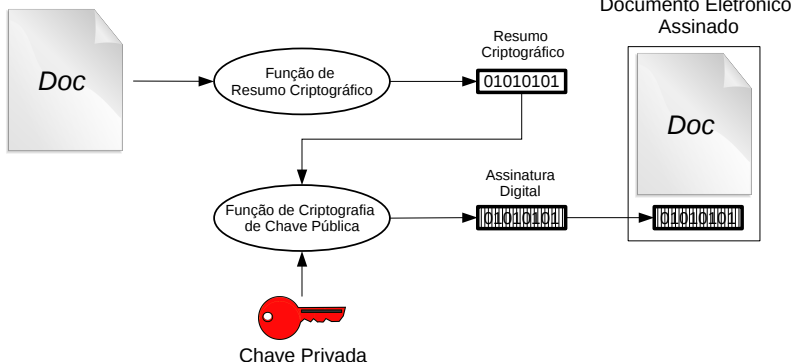 Documento Eletrônico
Assinado
Doc
Função de
Resumo Criptográfico
Resumo
Criptográfico
01010101
Doc
Função de Criptografia
de Chave Pública
Assinatura
Digital
01010101
01010101
Chave Privada